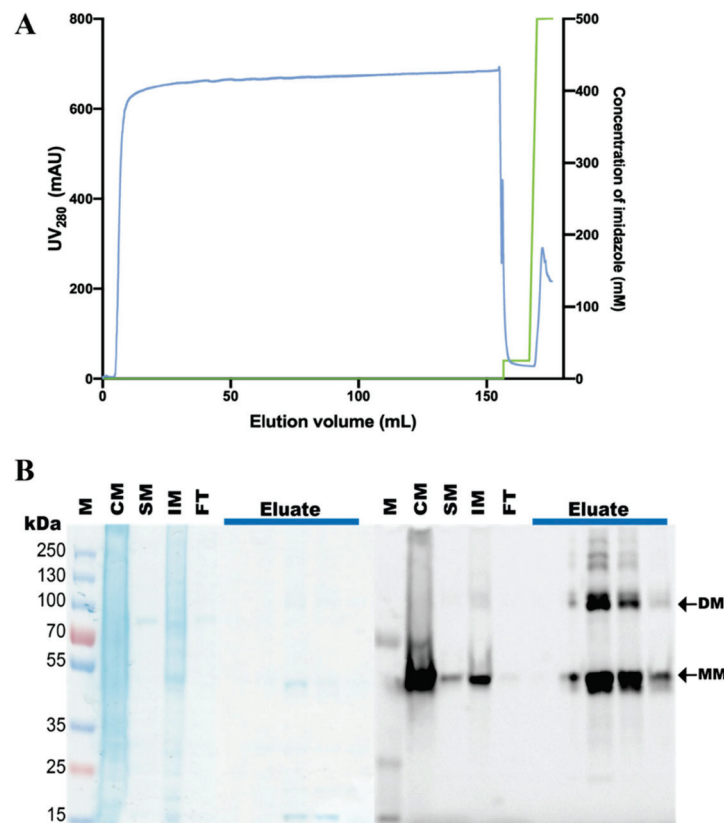 A
800
600
400
200
0
UV280 (mAU)
0
50
100
150
Elution volume (mL)
500
400
300
200
100
0
Concentration of imidazole (mM)
B
M CM SM IM FT Eluate
M CM SM IM FT Eluate
kDa
250
130
100
70
55
35
25
15
DM
MM